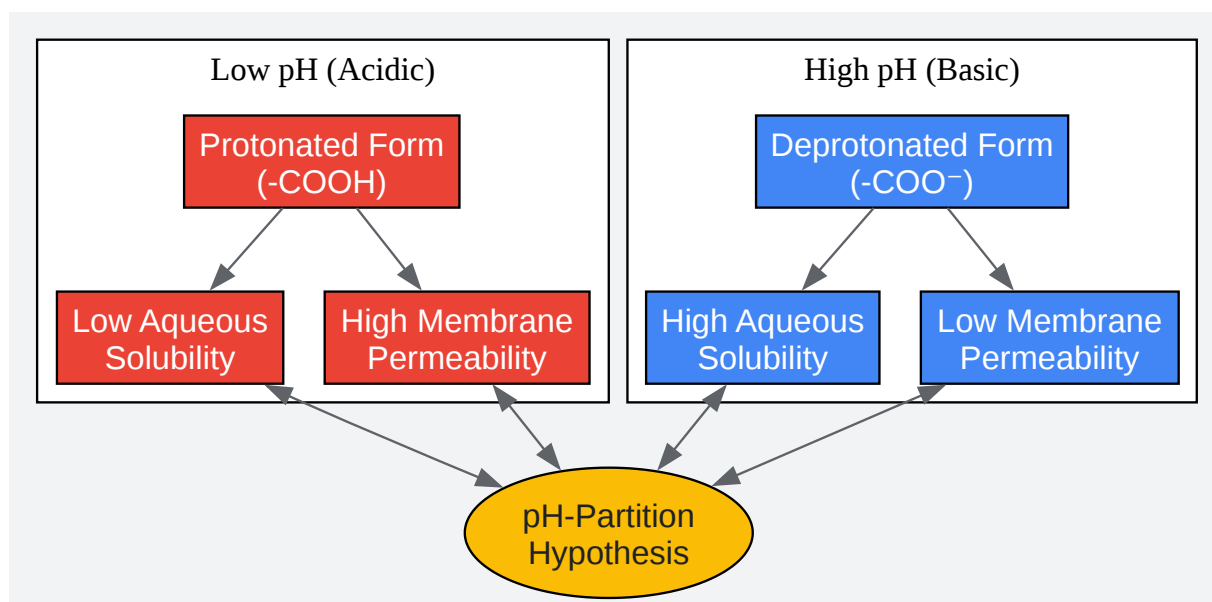 Low pH (Acidic)
Protonated Form
(-COOH)
Low Aqueous
Solubility
High Membrane
Permeability
High pH (Basic)
Deprotonated Form
(-COO⁻)
High Aqueous
Solubility
Low Membrane
Permeability
pH-Partition
Hypothesis